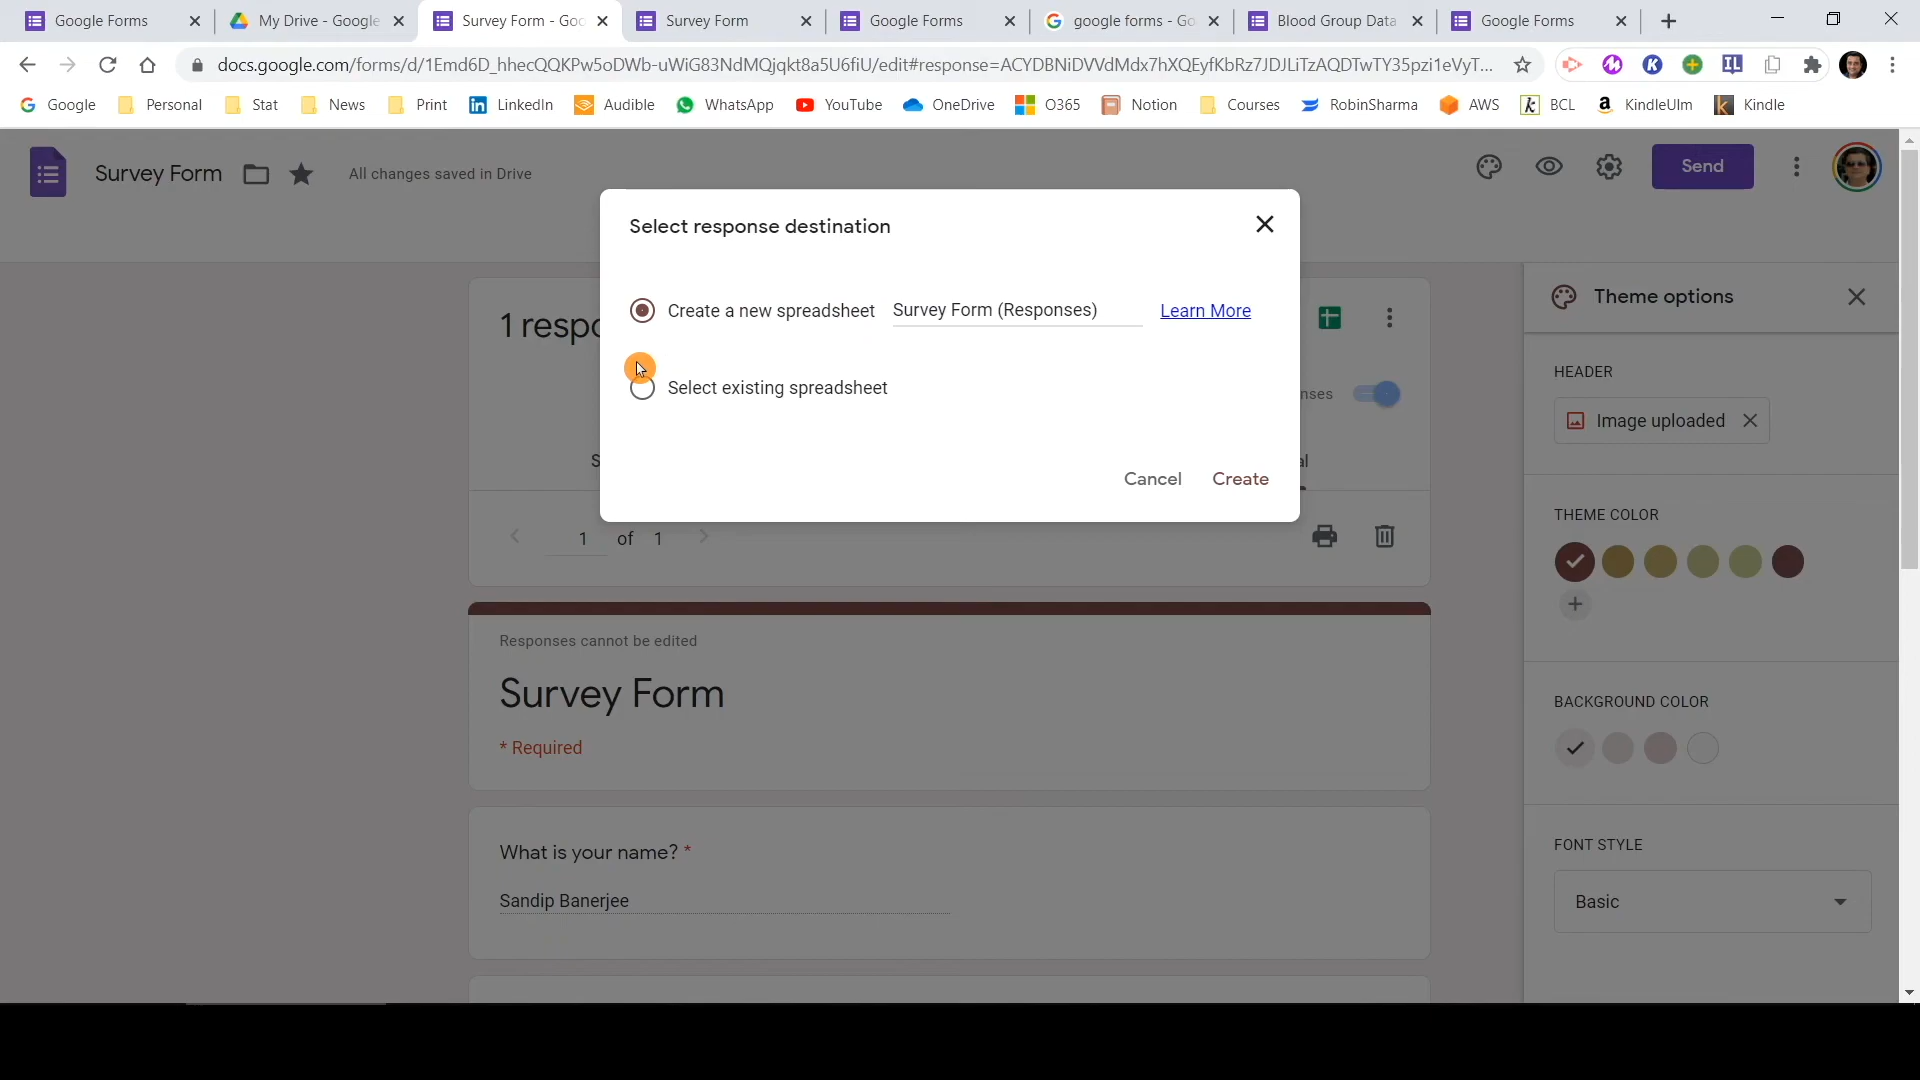 Google Forms
My Drive - Google
Survey Form - Goo
Survey Form
Google Forms
google forms - Go
Blood Group Data
Google Forms
docs.google.com/forms/d/1Emd6D_hhecQQKPw5oDWb-uWiG83NdMQjqkt8a5U6fiU/edit#response=ACYDBNiDVVdMdx7hXQEyfKbRz7JDJLiTzAQDTwTY35pzi1eVyT...
Google
Personal
Stat
News
Print
LinkedIn
Audible
WhatsApp
YouTube
OneDrive
O365
Notion
Courses
RobinSharma
AWS
BCL
KindleUlm
Kindle
Survey Form
All changes saved in Drive
Send
Select response destination
Create a new spreadsheet
Survey Form (Responses)
Learn More
Select existing spreadsheet
Cancel
Create
1 respo
nses
S
al
1 of 1
Responses cannot be edited
Survey Form
* Required
What is your name? *
Sandip Banerjee
Theme options
HEADER
Image uploaded
THEME COLOR
BACKGROUND COLOR
FONT STYLE
Basic